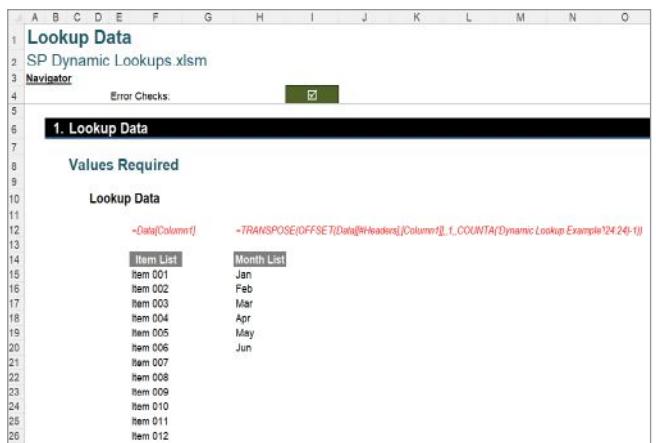 A B C D E F G H I J K L M N O
1 Lookup Data
2 SP Dynamic Lookups.xlsm
3 Navigator
4 Error Checks: ☑
5
6 1. Lookup Data
7
8 Values Required
9
10 Lookup Data
11
12 =Data[Column1] =TRANSPOSE(OFFSET(Data[[#Headers],[Column1]],,1,,COUNTA('Dynamic Lookup Example'!24:24)-1))
13
14 Item List Month List
15 Item 001 Jan
16 Item 002 Feb
17 Item 003 Mar
18 Item 004 Apr
19 Item 005 May
20 Item 006 Jun
21 Item 007
22 Item 008
23 Item 009
24 Item 010
25 Item 011
26 Item 012